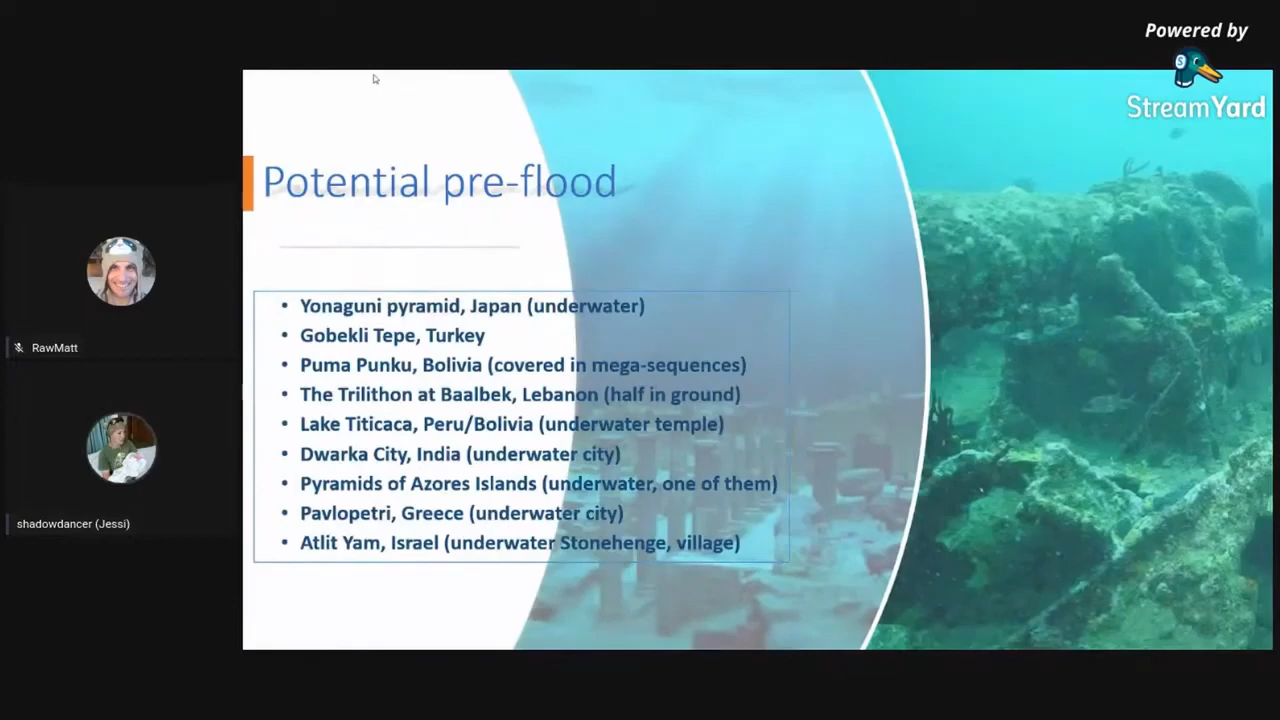 Powered by
StreamYard
Potential pre-flood
• Yonaguni pyramid, Japan (underwater)
• Gobekli Tepe, Turkey
• Puma Punku, Bolivia (covered in mega-sequences)
• The Trilithon at Baalbek, Lebanon (half in ground)
• Lake Titicaca, Peru/Bolivia (underwater temple)
• Dwarka City, India (underwater city)
• Pyramids of Azores Islands (underwater, one of them)
• Pavlopetri, Greece (underwater city)
• Atlit Yam, Israel (underwater Stonehenge, village)
RawMatt
shadowdancer (Jessi)